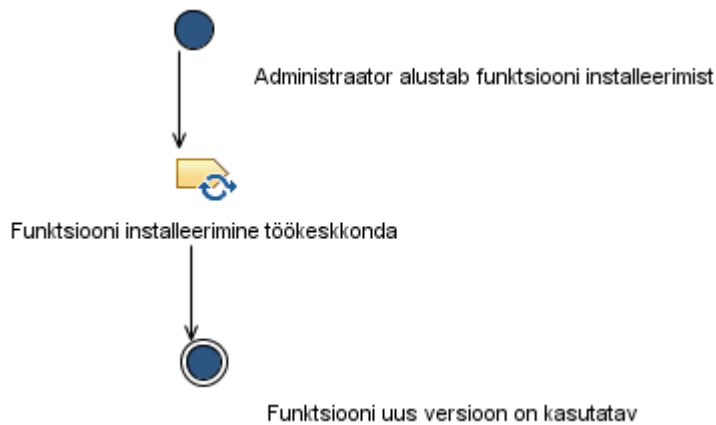 Administraator alustab funktsiooni installeerimist
Funktsiooni installeerimine töökeskkonda
Funktsiooni uus versioon on kasutatav